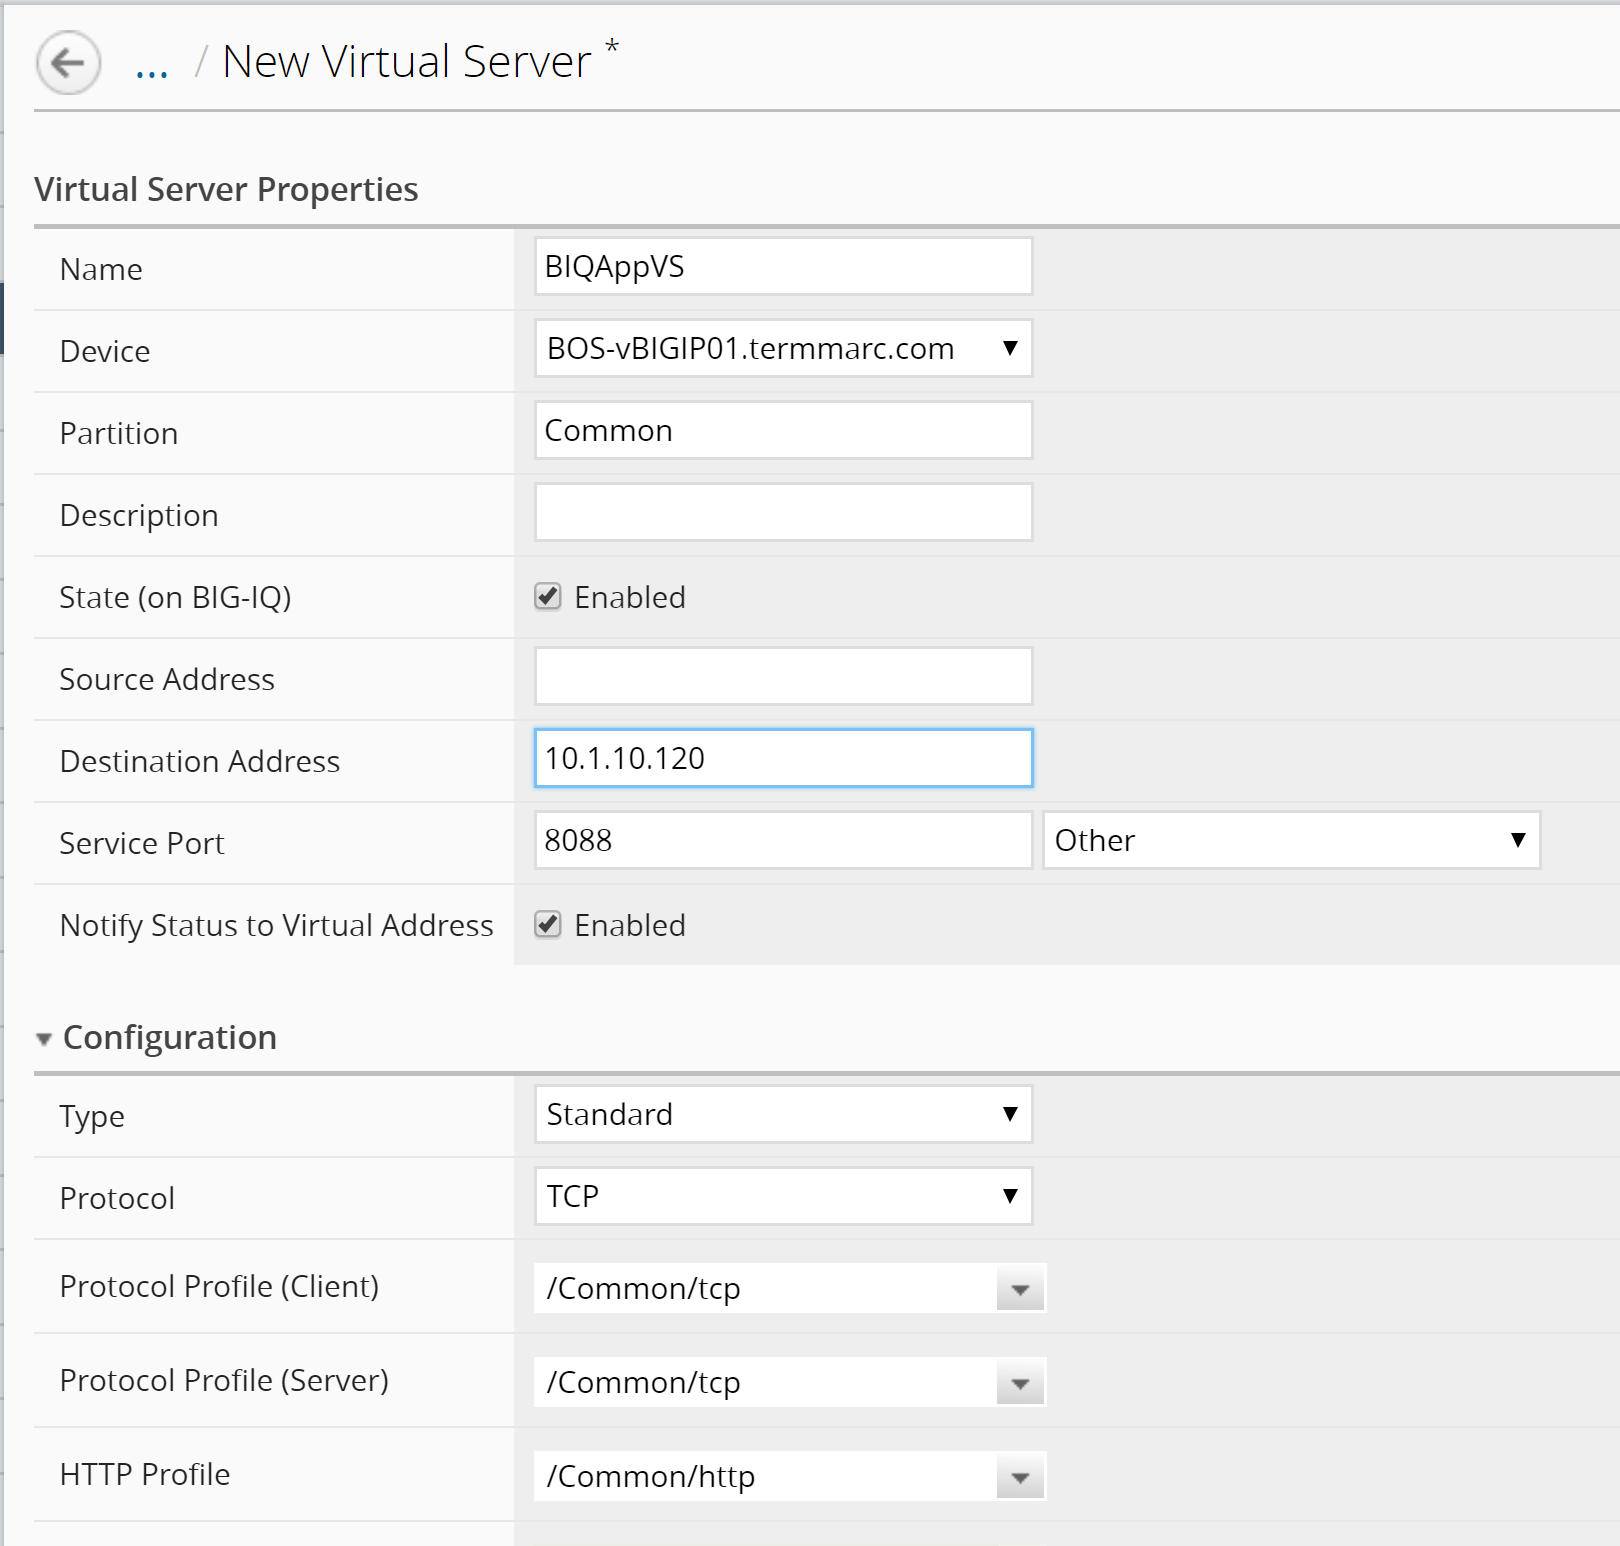 ... / New Virtual Server *
Virtual Server Properties
Name BIQAppVS
Device BOS-vBIGIP01.termmarc.com
Partition Common
Description
State (on BIG-IQ) Enabled
Source Address
Destination Address 10.1.10.120
Service Port 8088 Other
Notify Status to Virtual Address Enabled
Configuration
Type Standard
Protocol TCP
Protocol Profile (Client) /Common/tcp
Protocol Profile (Server) /Common/tcp
HTTP Profile /Common/http